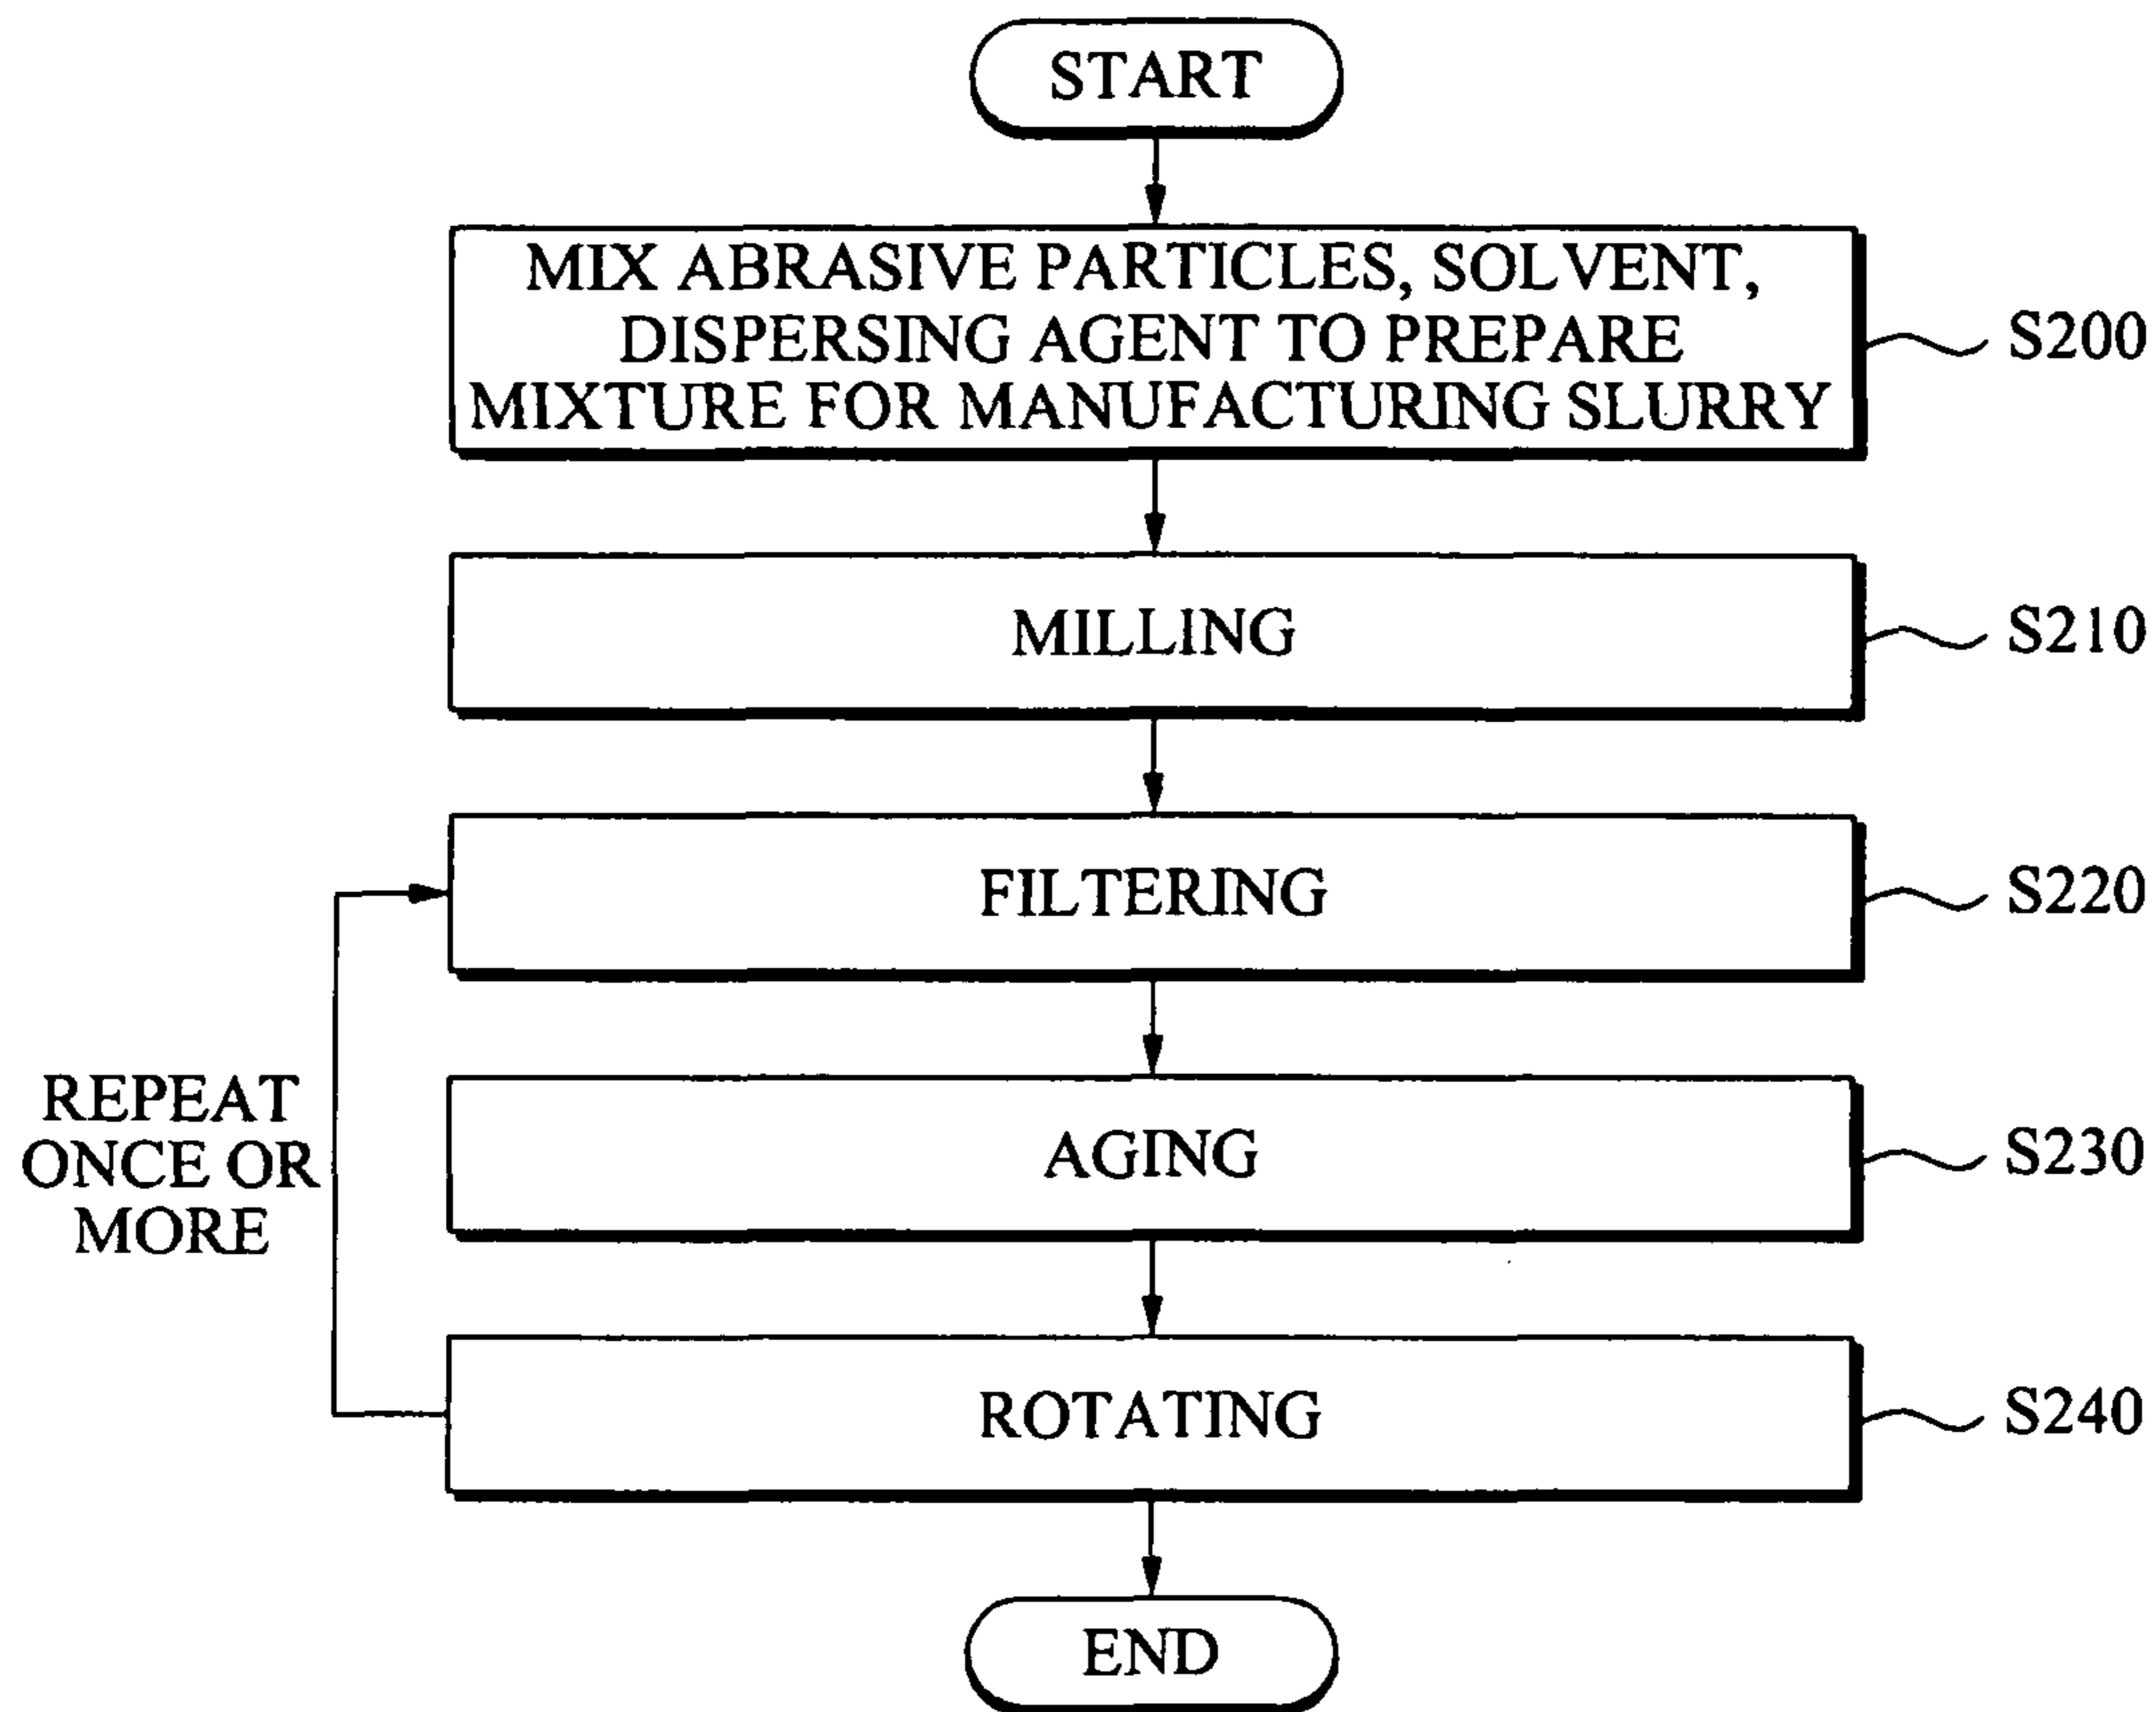 START
MIX ABRASIVE PARTICLES, SOLVENT,
DISPERSING AGENT TO PREPARE
MIXTURE FOR MANUFACTURING SLURRY
S200
MILLING
S210
FILTERING
S220
REPEAT
ONCE OR
MORE
AGING
S230
ROTATING
S240
END